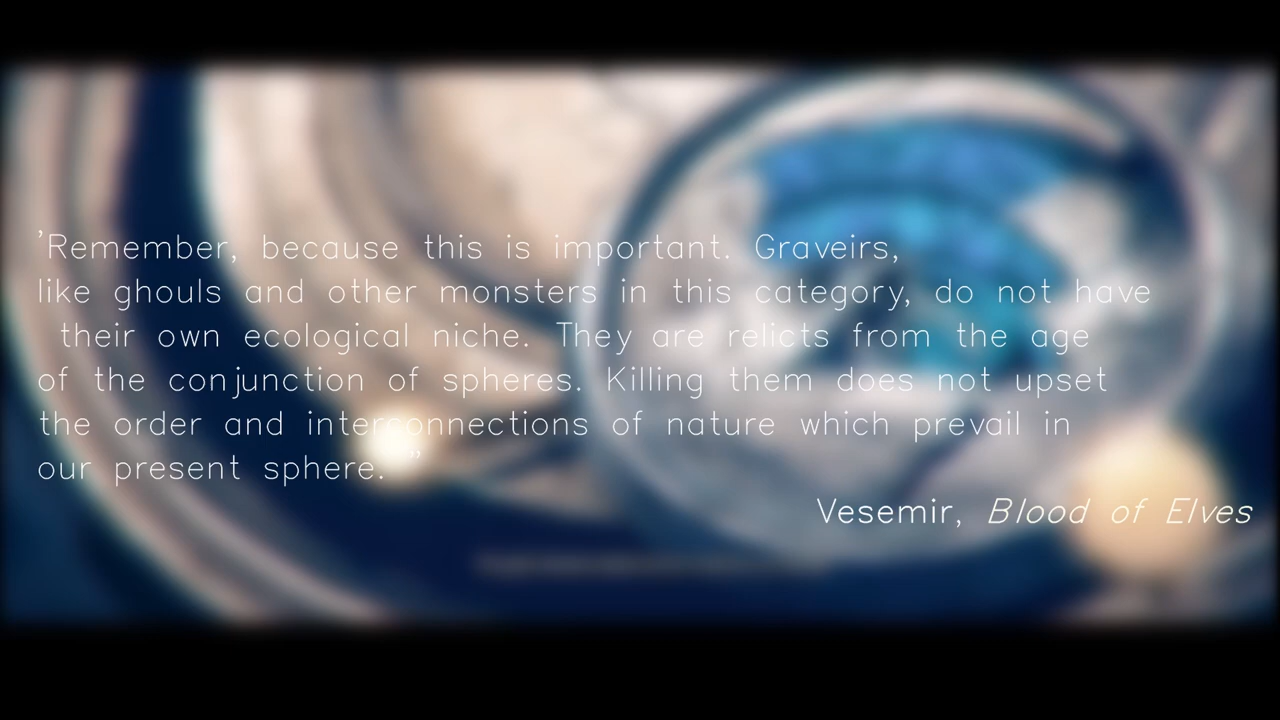 'Remember, because this is important. Graveirs,
like ghouls and other monsters in this category, do not have
their own ecological niche. They are relicts from the age
of the conjunction of spheres. Killing them does not upset
the order and interconnections of nature which prevail in
our present sphere. "
Vesemir, Blood of Elves